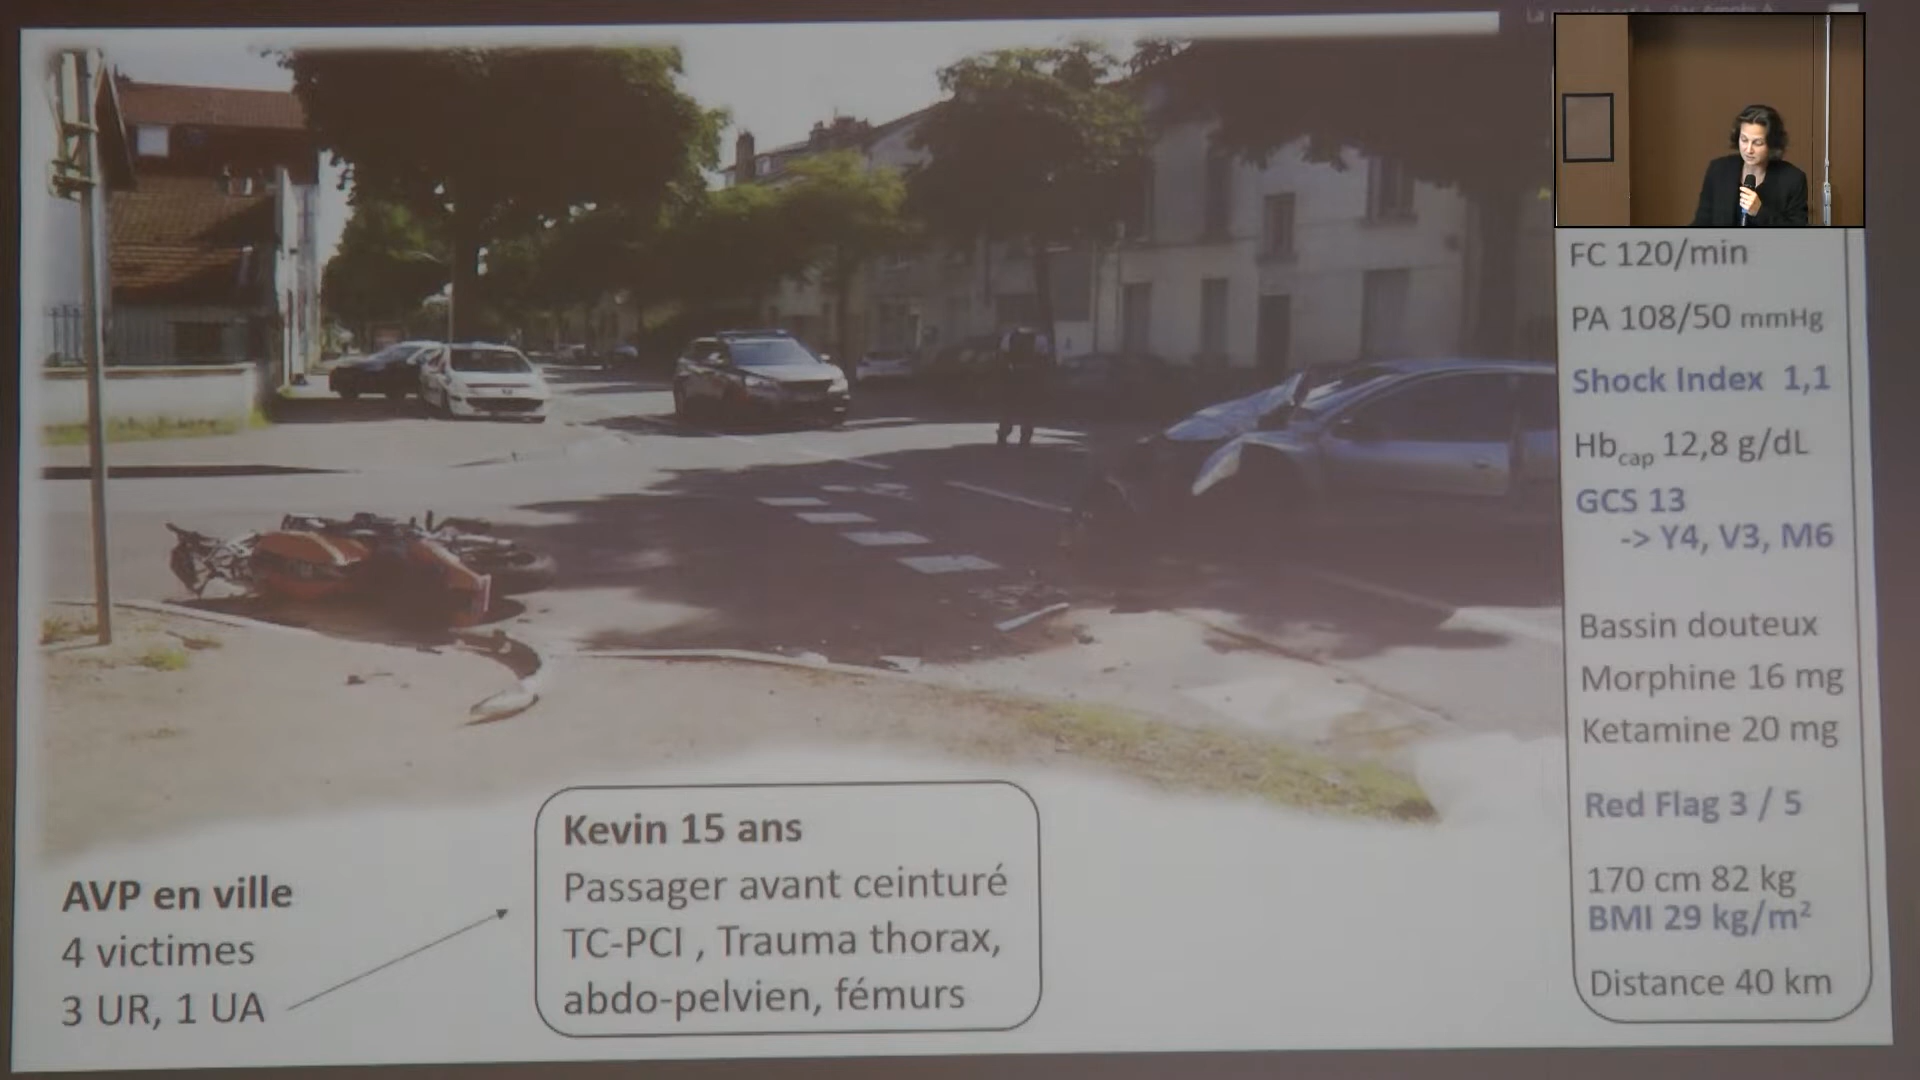 AVP en ville
4 victimes
3 UR, 1 UA
Kevin 15 ans
Passager avant ceinturé
TC-PCI , Trauma thorax,
abdo-pelvien, fémurs
FC 120/min
PA 108/50 mmHg
Shock Index 1,1
Hbcap 12,8 g/dL
GCS 13
-> Y4, V3, M6
Bassin douteux
Morphine 16 mg
Ketamine 20 mg
Red Flag 3 / 5
170 cm 82 kg
BMI 29 kg/m²
Distance 40 km